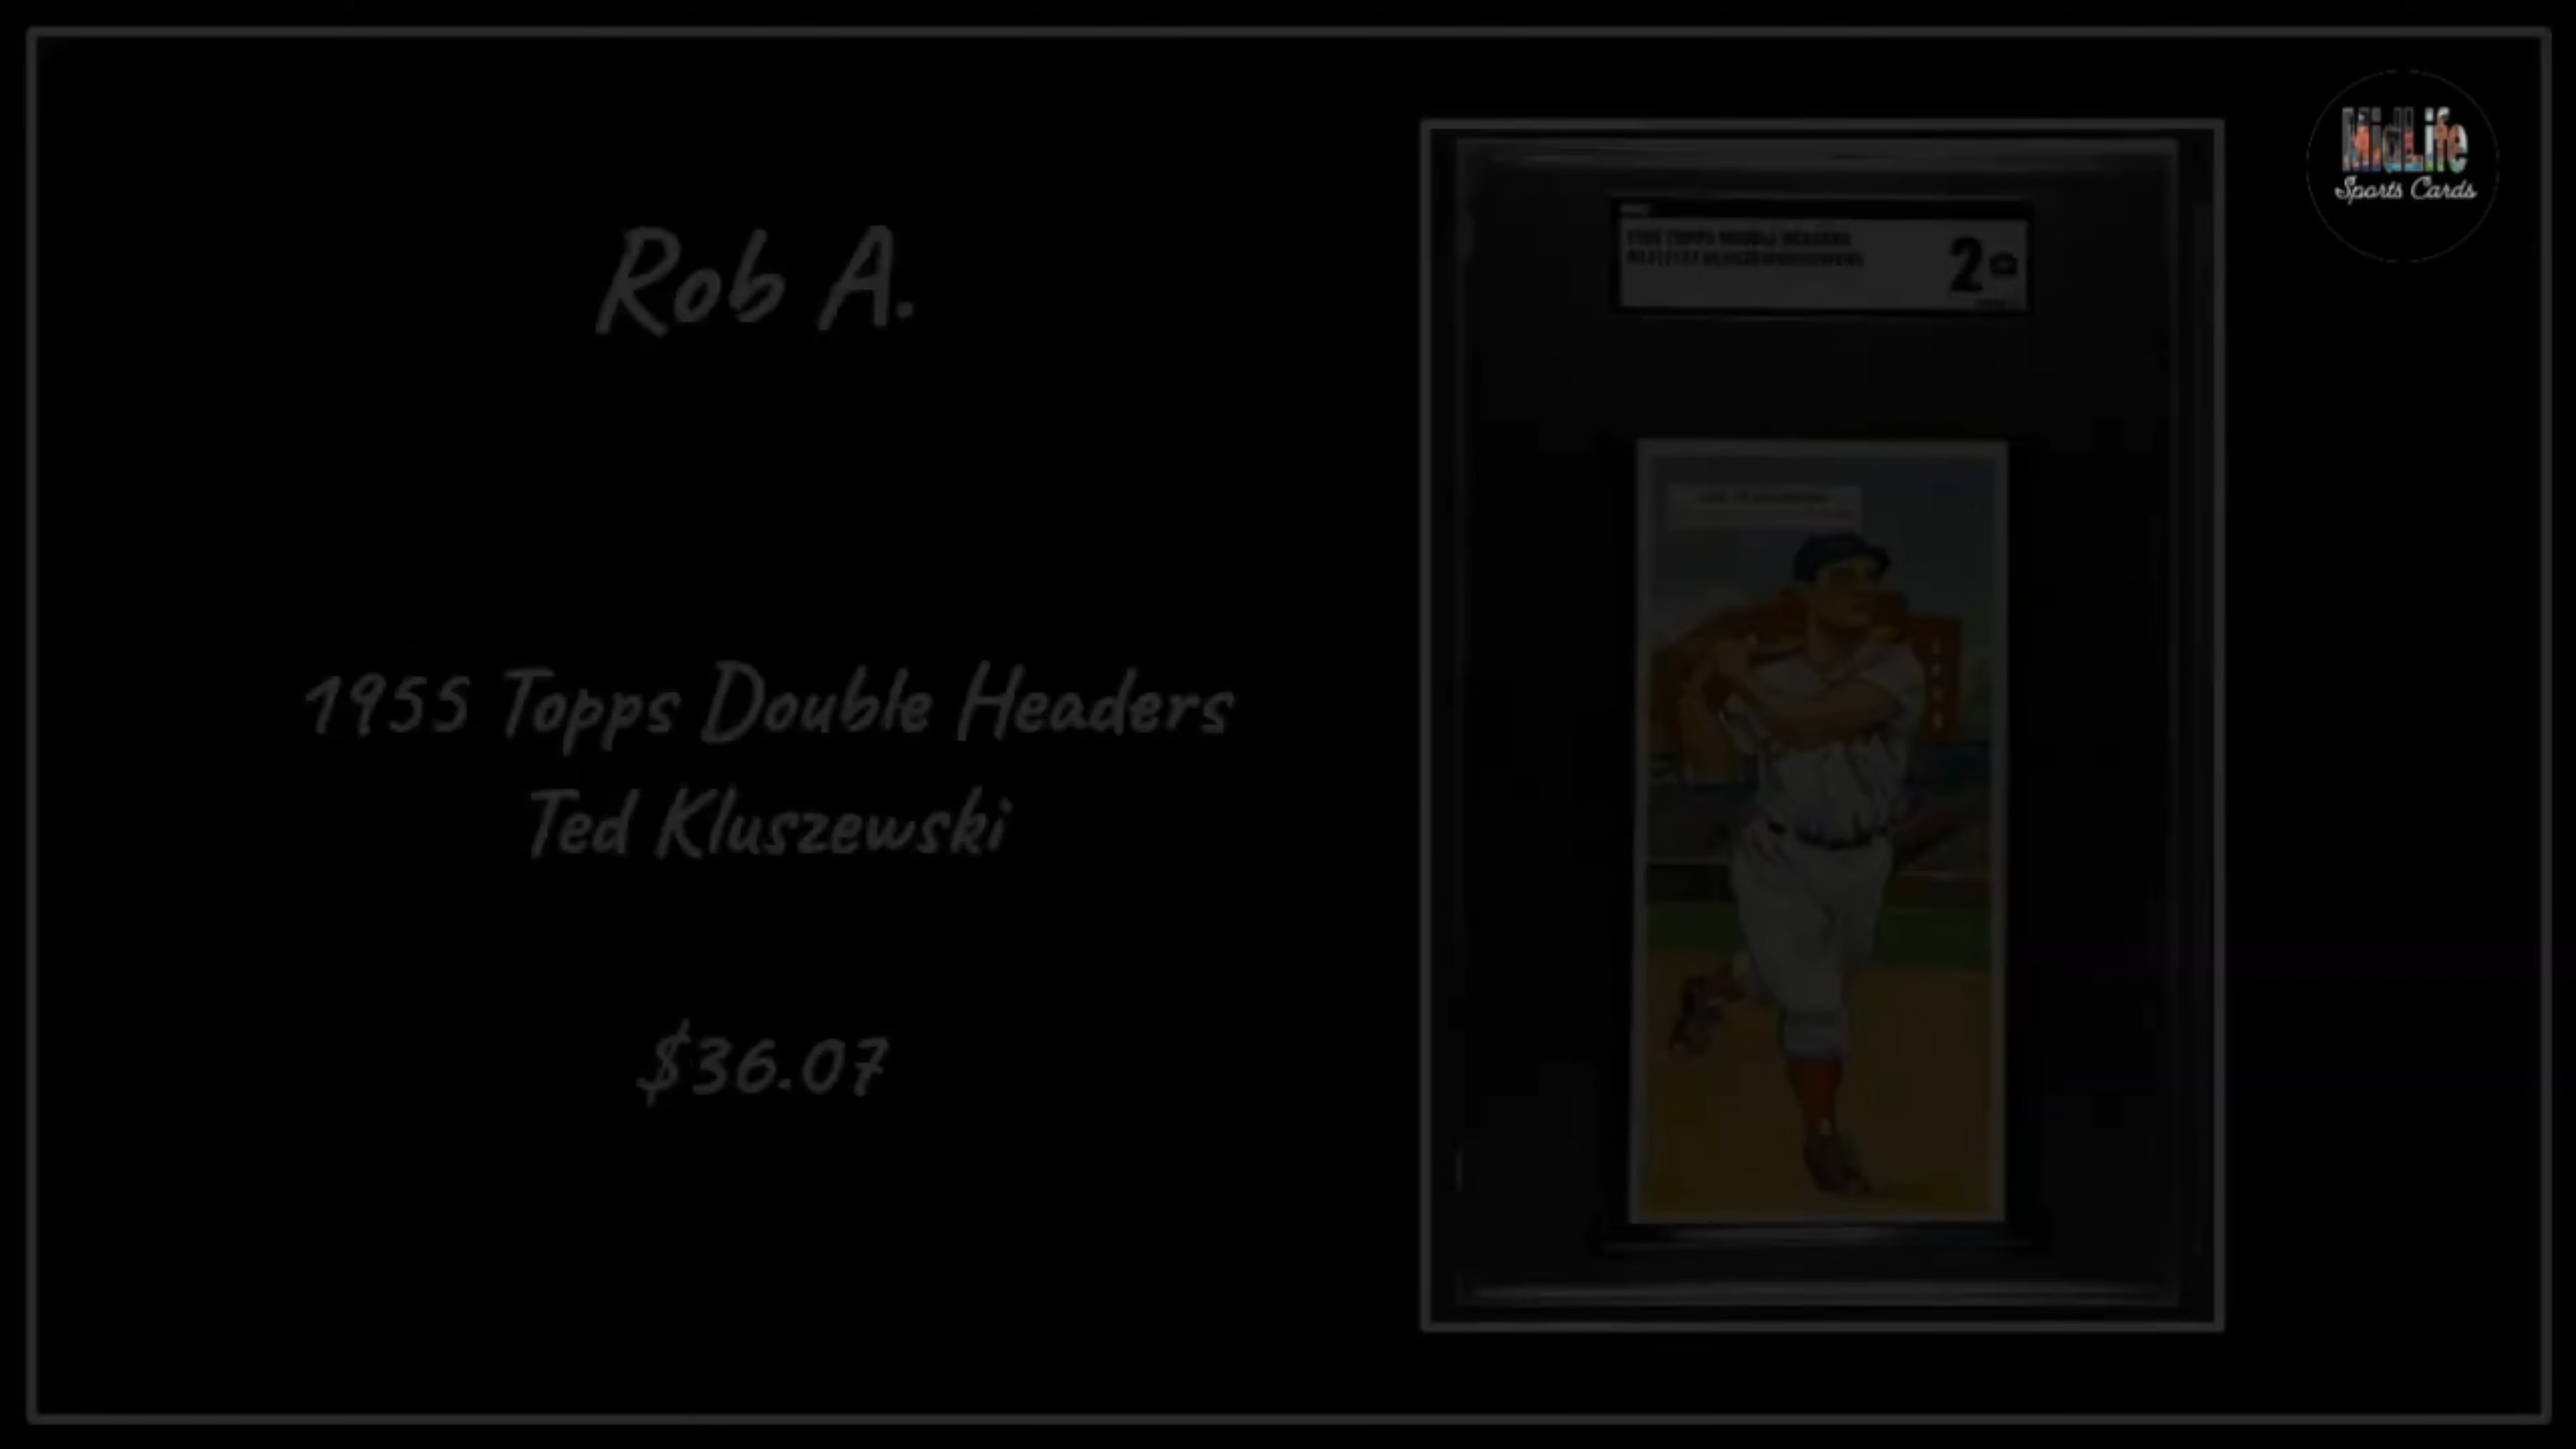 Rob A.
1955 Topps Double Headers
Ted Kluszewski
$36.07
MidLife
Sports Cards
2